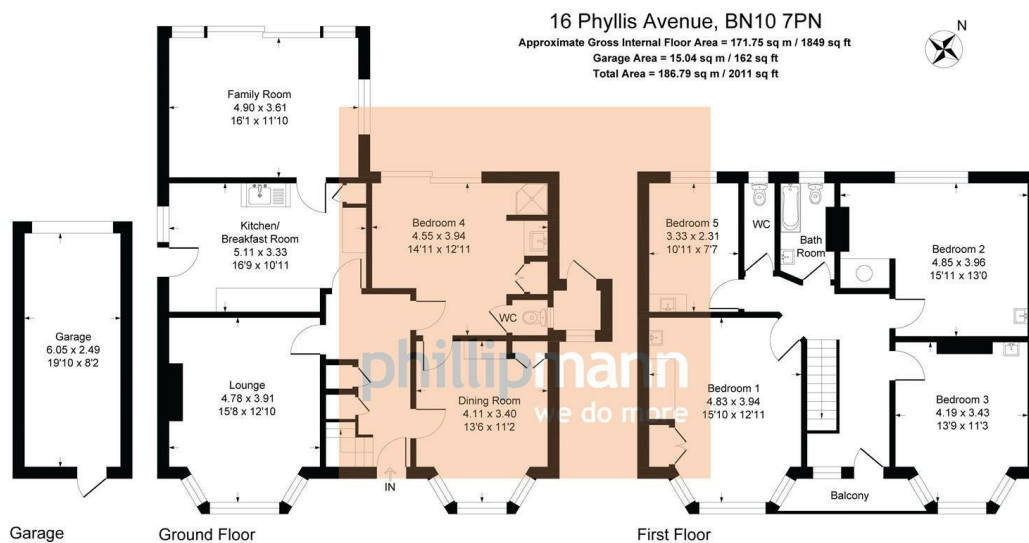 16 Phyllis Avenue, BN10 7PN
Approximate Gross Internal Floor Area = 171.75 sq m / 1849 sq ft
Garage Area = 15.04 sq m / 162 sq ft
Total Area = 186.79 sq m / 2011 sq ft
N
Family Room
4.90 x 3.61
16'1 x 11'10
Kitchen/
Breakfast Room
5.11 x 3.33
16'9 x 10'11
Bedroom 4
4.55 x 3.94
14'11 x 12'11
WC
Garage
6.05 x 2.49
19'10 x 8'2
Lounge
4.78 x 3.91
15'8 x 12'10
Dining Room
4.11 x 3.40
13'6 x 11'2
IN
Bedroom 5
3.33 x 2.31
10'11 x 7'7
WC
Bath
Room
Bedroom 2
4.85 x 3.96
15'11 x 13'0
Bedroom 1
4.83 x 3.94
15'10 x 12'11
Bedroom 3
4.19 x 3.43
13'9 x 11'3
Balcony
phillipmann
we do more
Garage
Ground Floor
First Floor